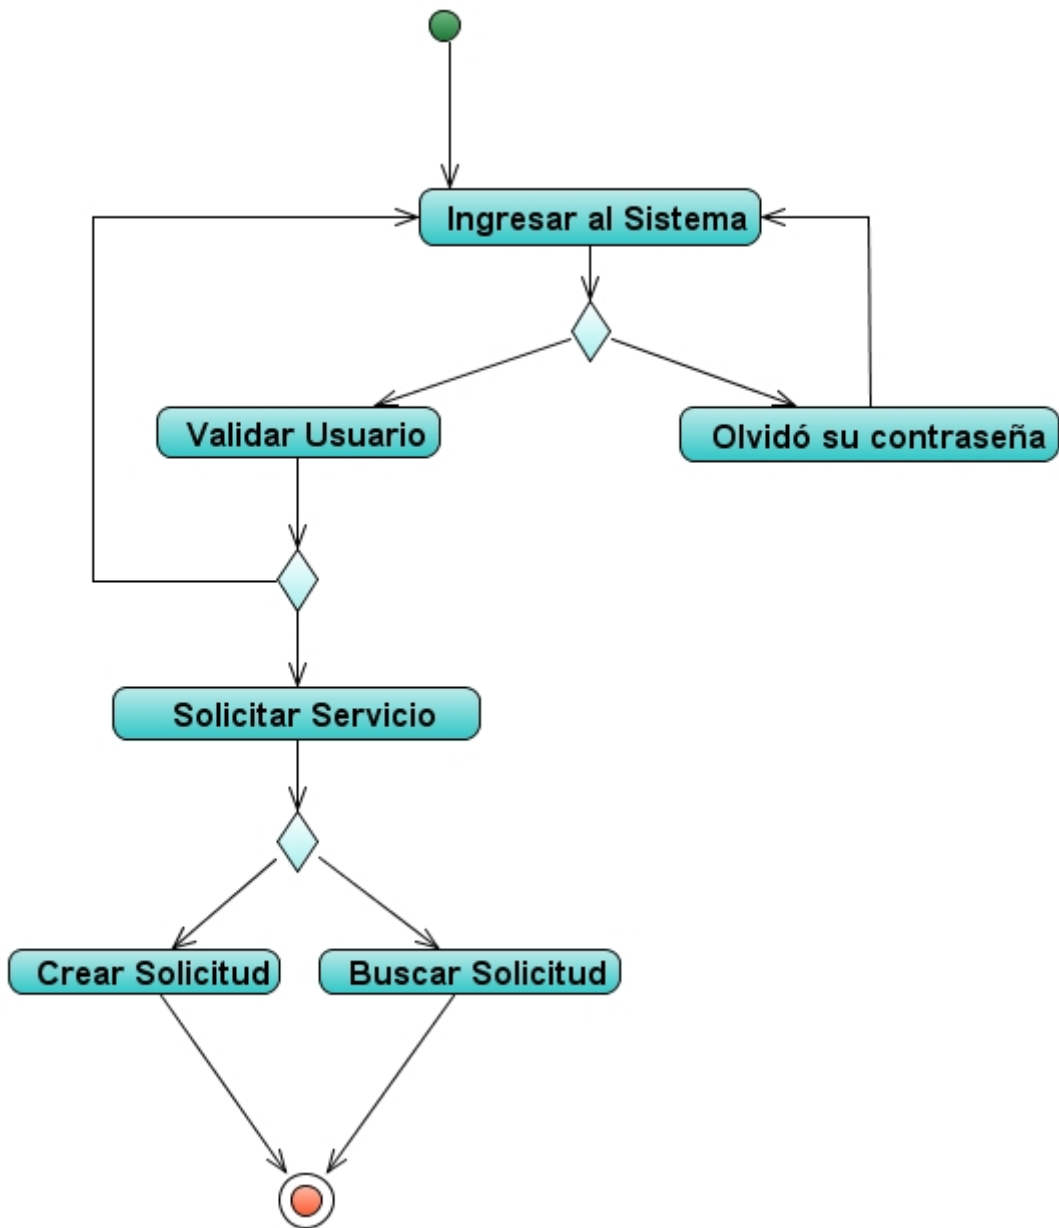 Ingresar al Sistema
Validar Usuario
Olvidó su contraseña
Solicitar Servicio
Crear Solicitud
Buscar Solicitud